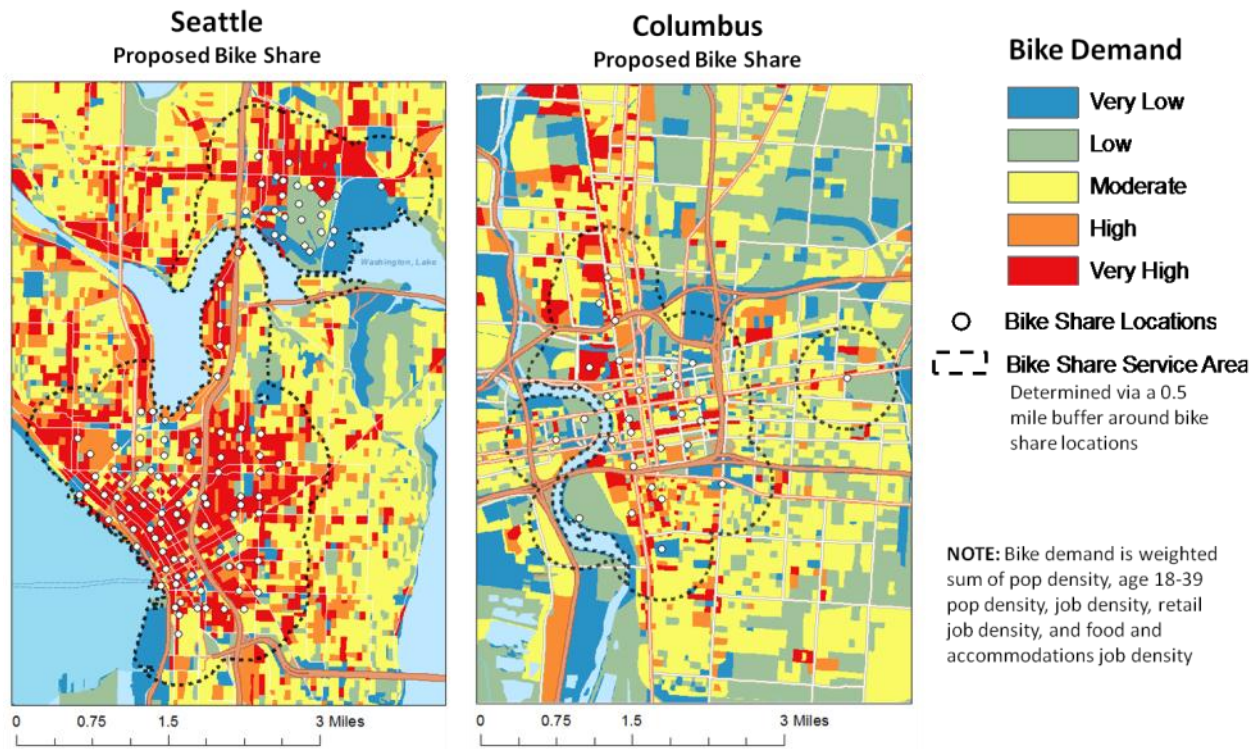 Seattle
Proposed Bike Share
Columbus
Proposed Bike Share
Washington, Lake
0 0.75 1.5 3 Miles
0 0.75 1.5 3 Miles
Bike Demand
Very Low
Low
Moderate
High
Very High
Bike Share Locations
Bike Share Service Area
Determined via a 0.5
mile buffer around bike
share locations
NOTE: Bike demand is weighted
sum of pop density, age 18-39
pop density, job density, retail
job density, and food and
accommodations job density